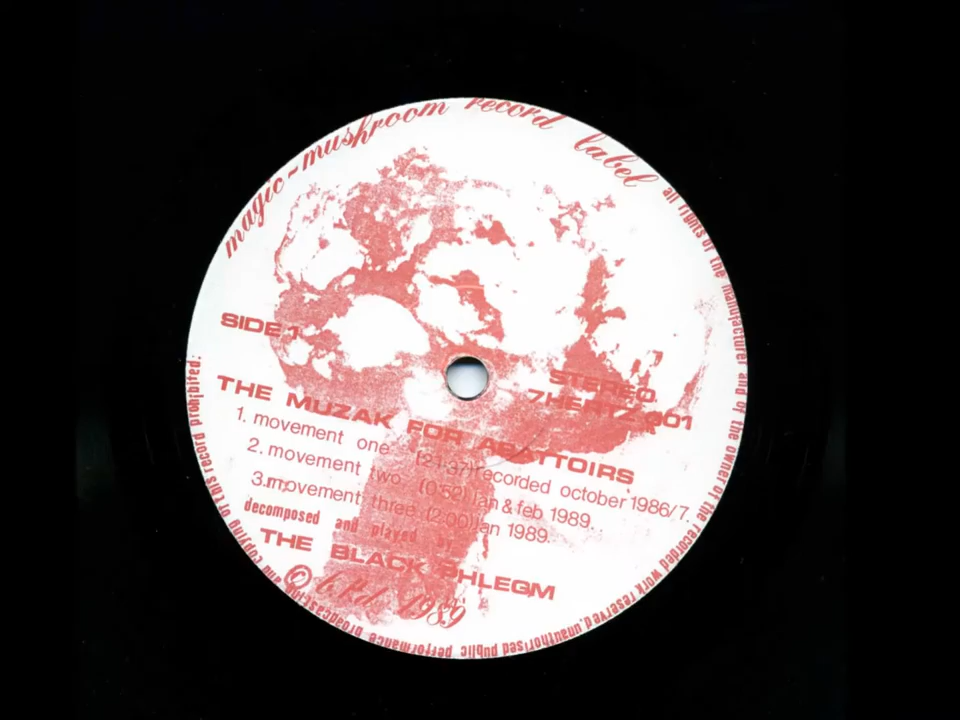 magic~mushroom record label
all rights of the manufacturer and of the owner of the recorded work reserved. unauthorised public performance broadcasting and copying of this record prohibited:
SIDE 1
STEREO
7HERTZ 001
THE MUZAK FOR ABATTOIRS
1. movement one (21·37) recorded october 1986/7.
2. movement two. (0:52) Jan & feb 1989.
3. movement three (2:00) Jan 1989.
decomposed and played by
THE BLACK PHLEGM
© 1989